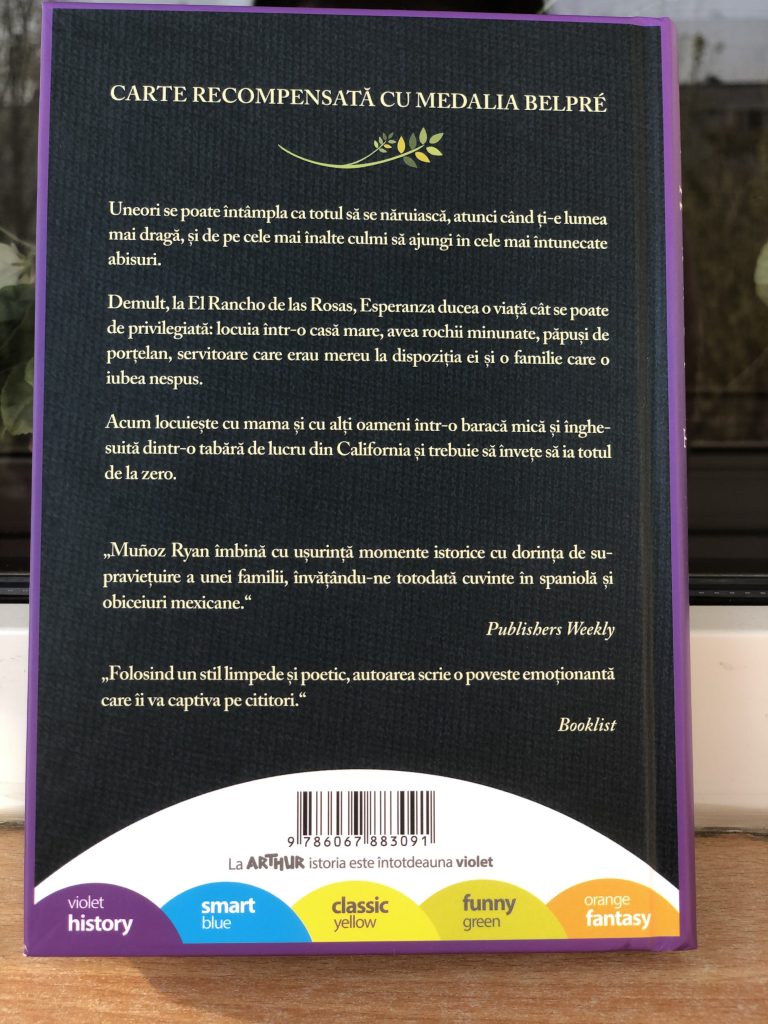 CARTE RECOMPENSATĂ CU MEDALIA BELPRÉ
Uneori se poate întâmpla ca totul să se năruiască, atunci când ți-e lumea
mai dragă, și de pe cele mai înalte culmi să ajungi în cele mai întunecate
abisuri.
Demult, la El Rancho de las Rosas, Esperanza ducea o viață cât se poate
de privilegiată: locuia într-o casă mare, avea rochii minunate, păpuși de
porțelan, servitoare care erau mereu la dispoziția ei și o familie care o
iubea nespus.
Acum locuiește cu mama și cu alți oameni într-o baracă mică și înghe-
suită dintr-o tabără de lucru din California și trebuie să învețe să ia totul
de la zero.
„Muñoz Ryan îmbină cu ușurință momente istorice cu dorința de su-
praviețuire a unei familii, învățându-ne totodată cuvinte în spaniolă și
obiceiuri mexicane.“
Publishers Weekly
„Folosind un stil limpede și poetic, autoarea scrie o poveste emoționantă
care îi va captiva pe cititori.“
Booklist
9 786067 883091
La ARTHUR istoria este întotdeauna violet
violet
history
smart
blue
classic
yellow
funny
green
orange
fantasy